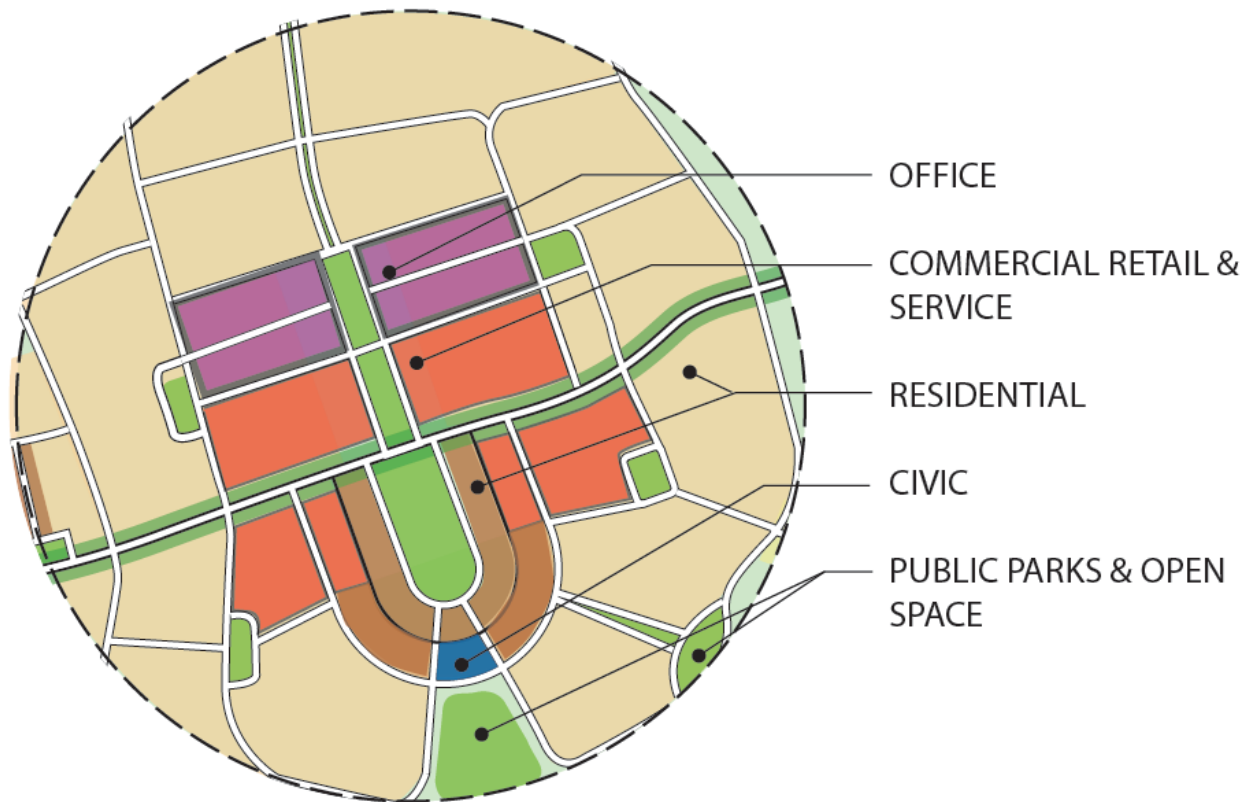 OFFICE
COMMERCIAL RETAIL &
SERVICE
RESIDENTIAL
CIVIC
PUBLIC PARKS & OPEN
SPACE